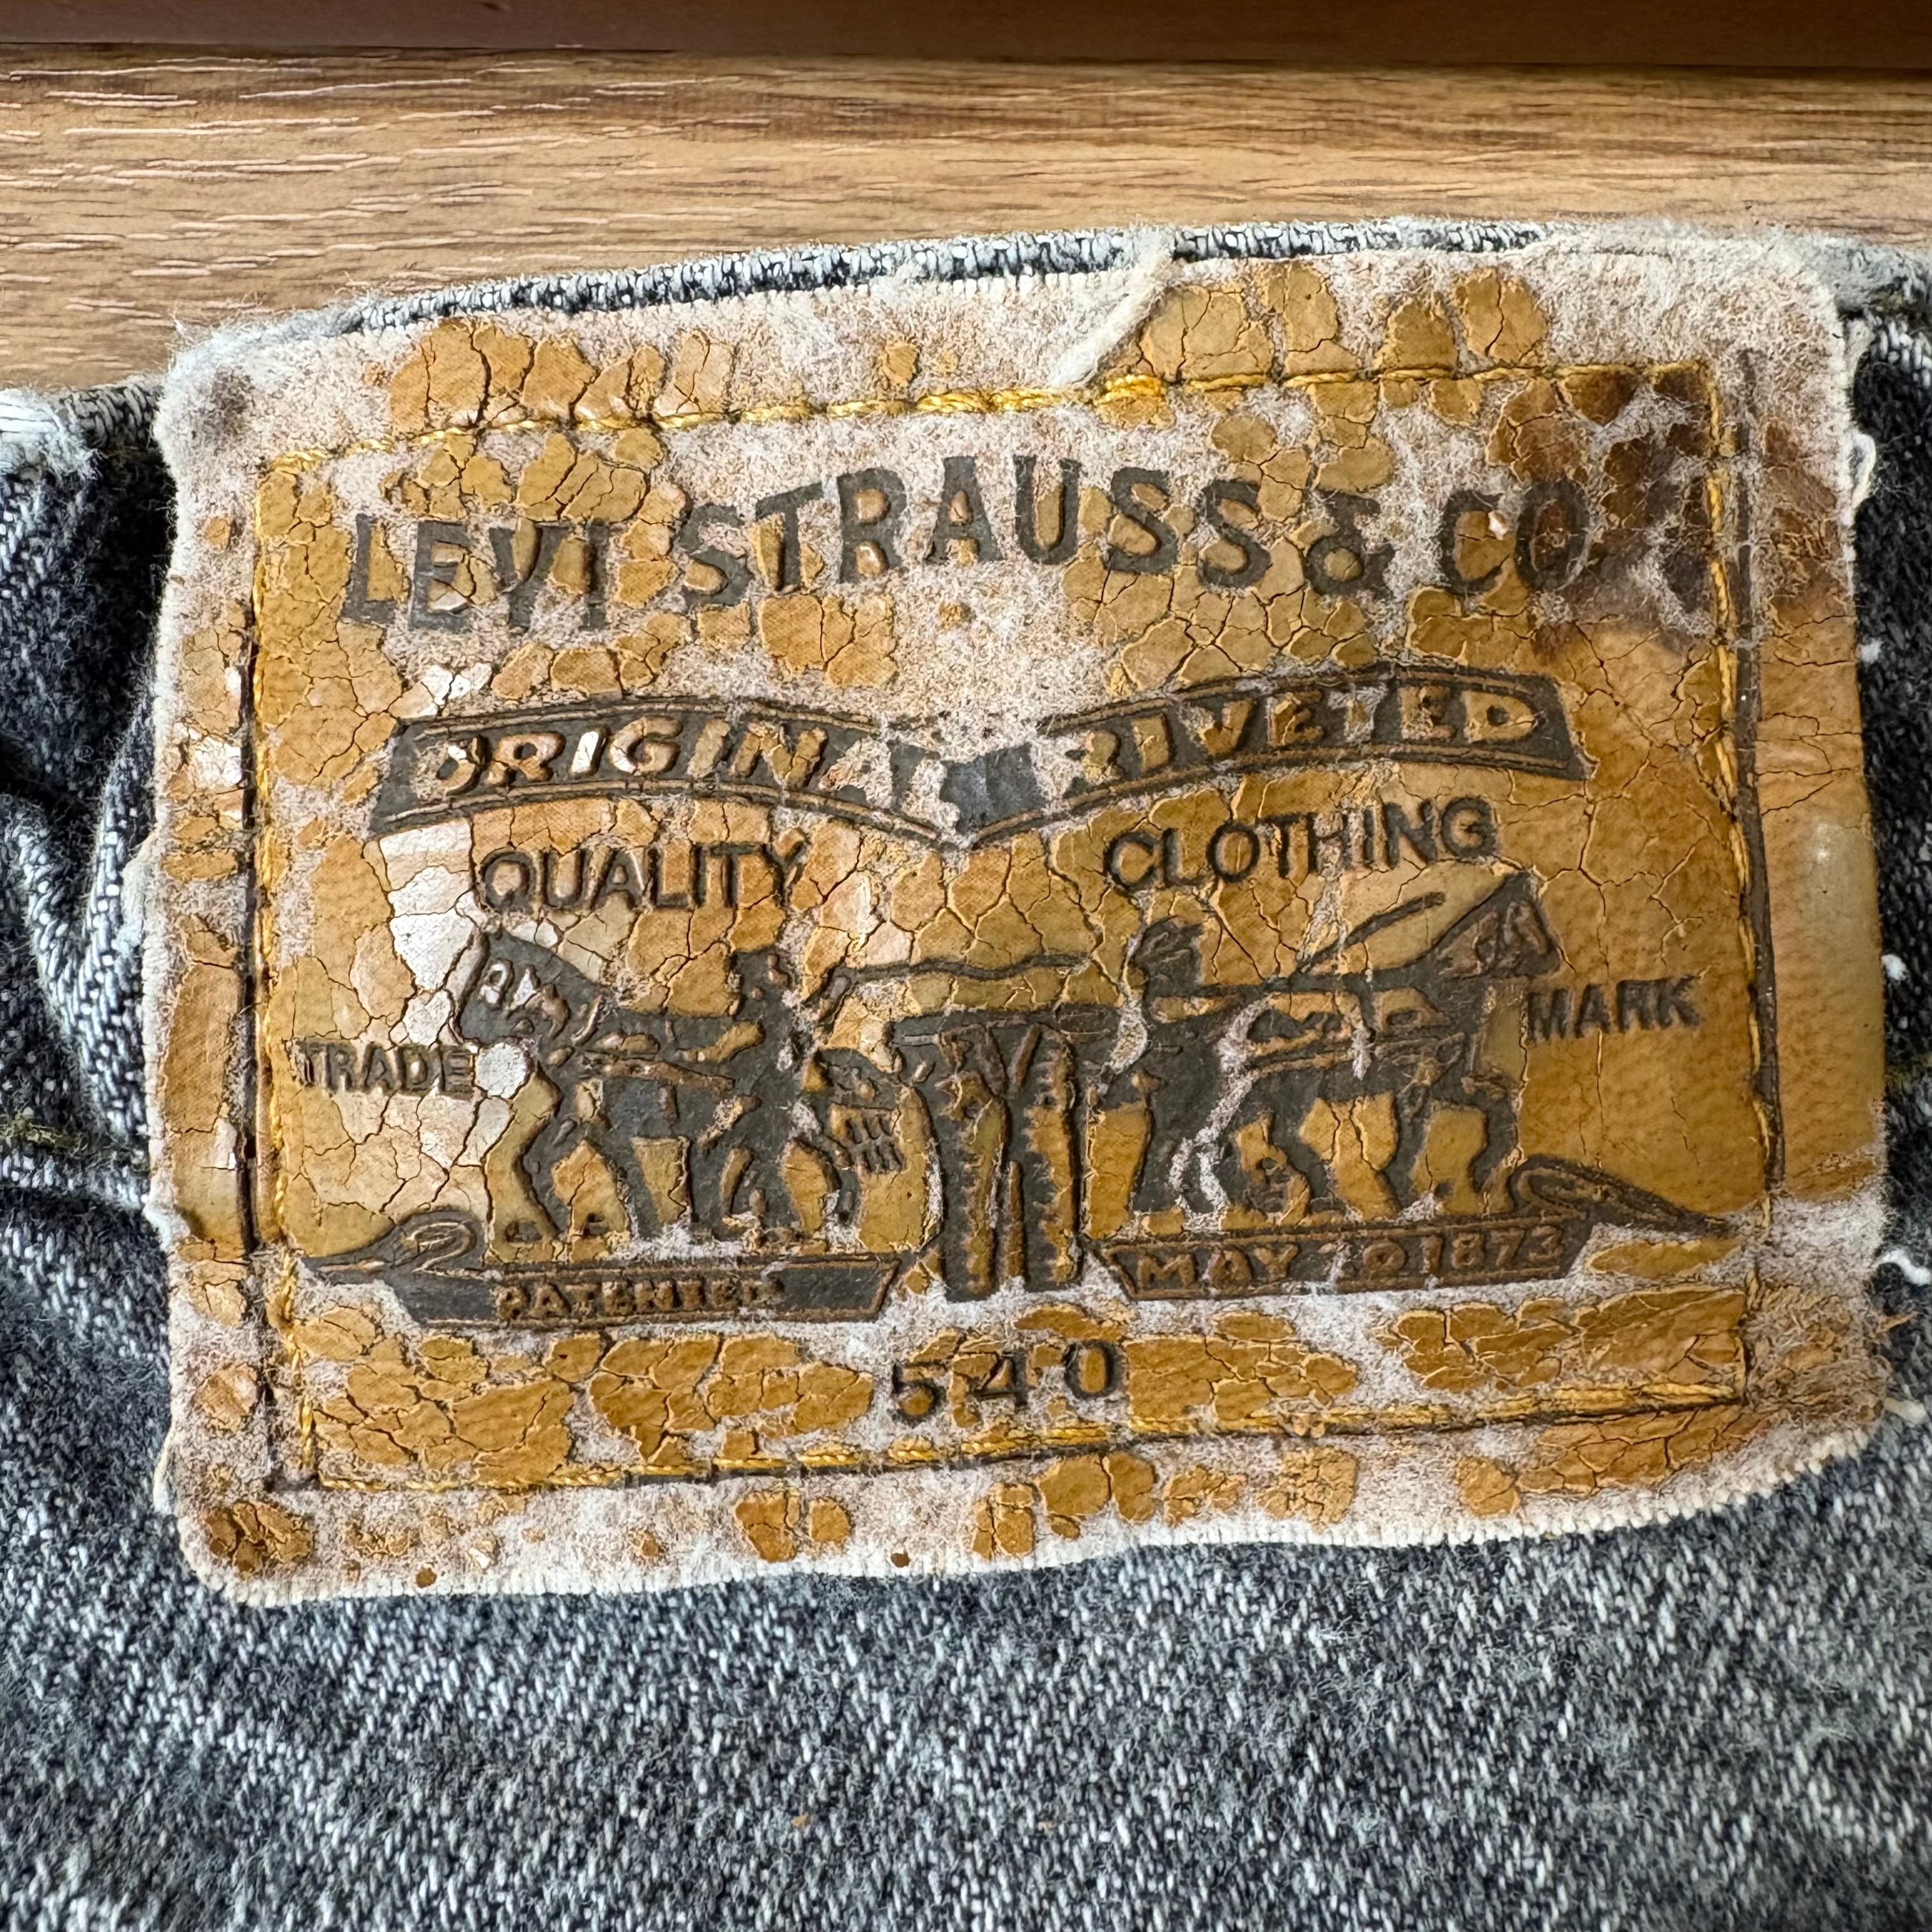 LEVI STRAUSS & CO
ORIGINAL RIVETED
QUALITY CLOTHING
TRADE MARK
PATENTED MAY 20 1873
540